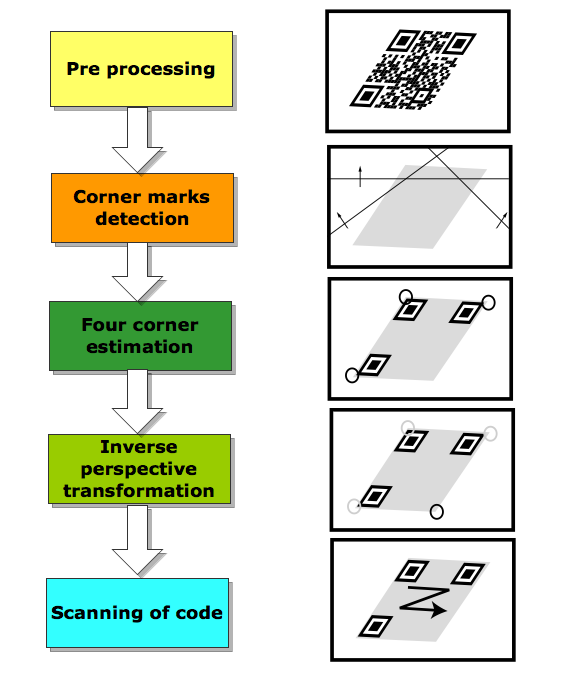 Pre processing
Corner marks
detection
Four corner
estimation
Inverse
perspective
transformation
Scanning of code